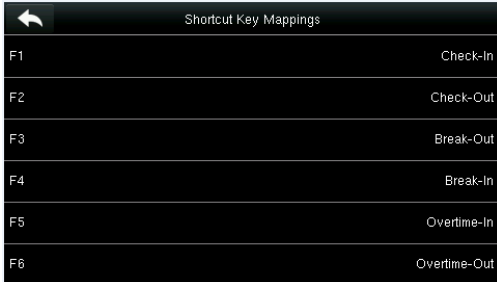 Shortcut Key Mappings
F1 Check-In
F2 Check-Out
F3 Break-Out
F4 Break-In
F5 Overtime-In
F6 Overtime-Out